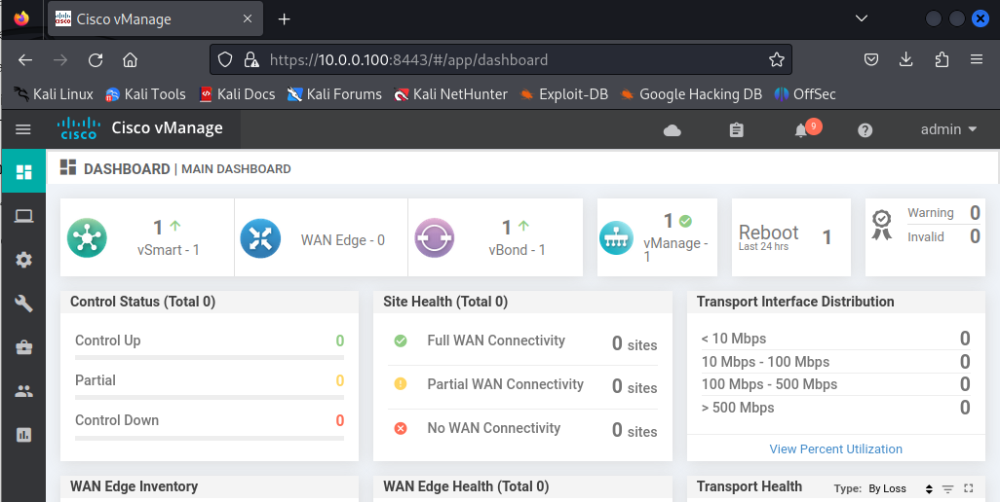 Cisco vManage
https://10.0.0.100:8443/#/app/dashboard
Kali Linux Kali Tools Kali Docs Kali Forums Kali NetHunter Exploit-DB Google Hacking DB OffSec
cisco Cisco vManage 9 admin
DASHBOARD | MAIN DASHBOARD
1
vSmart - 1
WAN Edge - 0
1
vBond - 1
1
vManage -
1
Reboot 1
Last 24 hrs
Warning 0
Invalid 0
Control Status (Total 0)
Control Up 0
Partial 0
Control Down 0
Site Health (Total 0)
Full WAN Connectivity 0 sites
Partial WAN Connectivity 0 sites
No WAN Connectivity 0 sites
Transport Interface Distribution
< 10 Mbps 0
10 Mbps - 100 Mbps 0
100 Mbps - 500 Mbps 0
> 500 Mbps 0
View Percent Utilization
WAN Edge Inventory
WAN Edge Health (Total 0)
Transport Health Type: By Loss